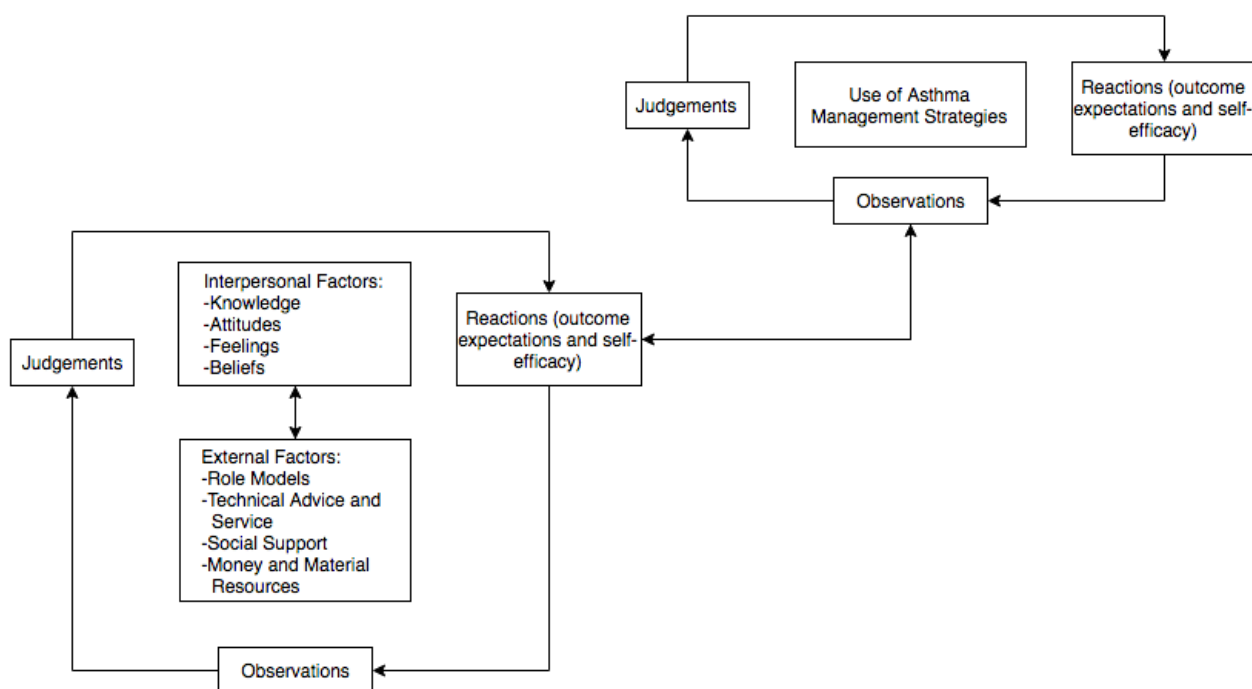 Judgements
Use of Asthma
Management Strategies
Reactions (outcome
expectations and self-
efficacy)
Observations
Judgements
Interpersonal Factors:
-Knowledge
-Attitudes
-Feelings
-Beliefs
Reactions (outcome
expectations and self-
efficacy)
External Factors:
-Role Models
-Technical Advice and
Service
-Social Support
-Money and Material
Resources
Observations